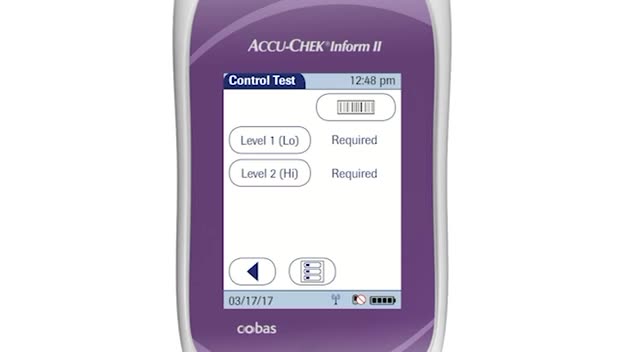 ACCU-CHEK® Inform II
Control Test 12:48 pm
Level 1 (Lo) Required
Level 2 (Hi) Required
03/17/17
cobas